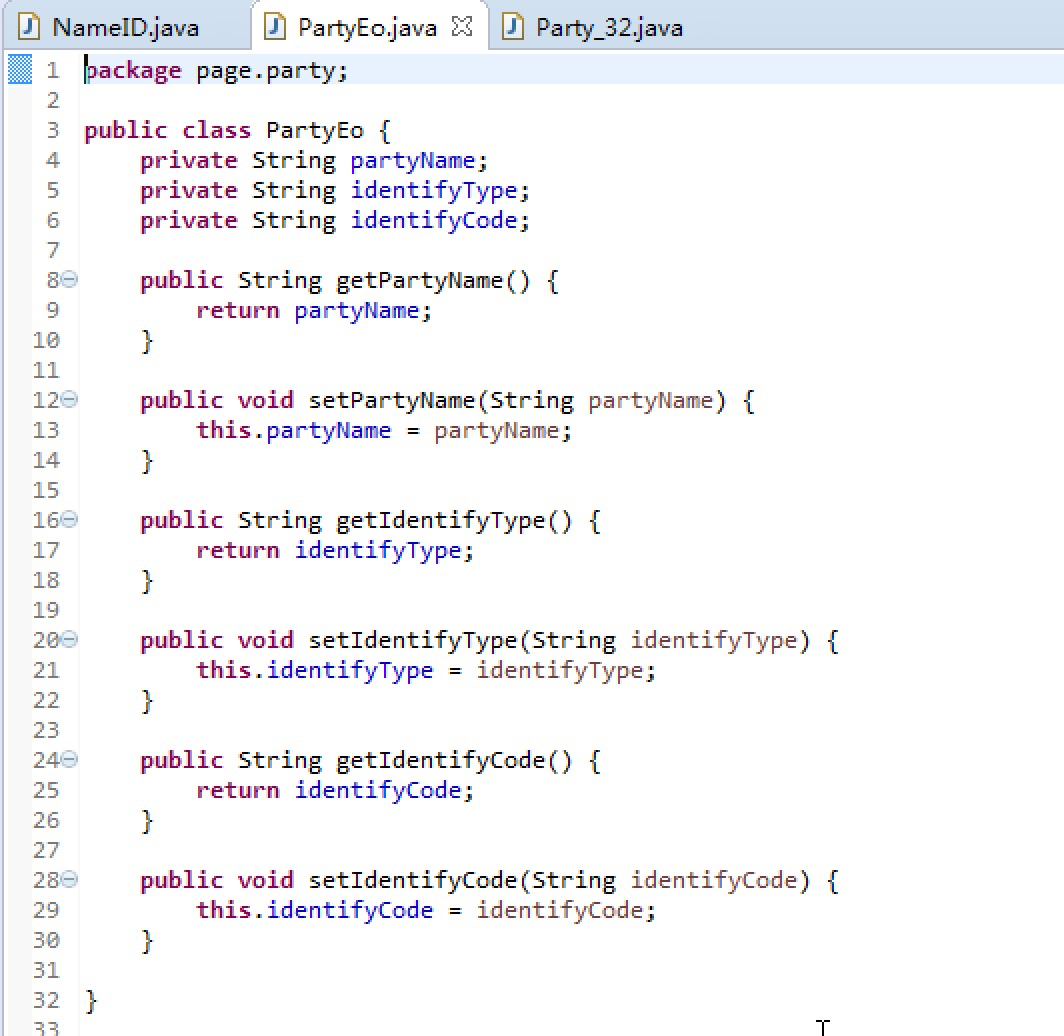 NameID.java PartyEo.java Party_32.java
1 package page.party;
2
3 public class PartyEo {
4     private String partyName;
5     private String identifyType;
6     private String identifyCode;
7
8     public String getPartyName() {
9         return partyName;
10     }
11
12     public void setPartyName(String partyName) {
13         this.partyName = partyName;
14     }
15
16     public String getIdentifyType() {
17         return identifyType;
18     }
19
20     public void setIdentifyType(String identifyType) {
21         this.identifyType = identifyType;
22     }
23
24     public String getIdentifyCode() {
25         return identifyCode;
26     }
27
28     public void setIdentifyCode(String identifyCode) {
29         this.identifyCode = identifyCode;
30     }
31
32 }
33